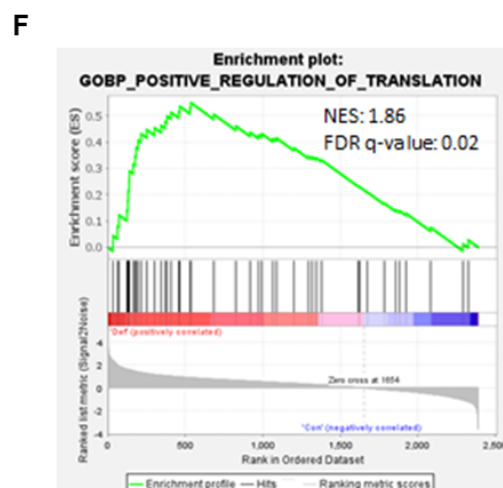 F
Enrichment plot:
GOBP_POSITIVE_REGULATION_OF_TRANSLATION
NES: 1.86
FDR q-value: 0.02
Enrichment score (ES)
0.5
0.4
0.3
0.2
0.1
0.0
'Def' (positively correlated)
Ranked list metric (Signal2Noise)
4
2
0
-2
-4
Zero cross at 1654
'Con' (negatively correlated)
0 500 1,000 1,500 2,000 2,500
Rank in Ordered Dataset
Enrichment profile Hits Ranking metric scores